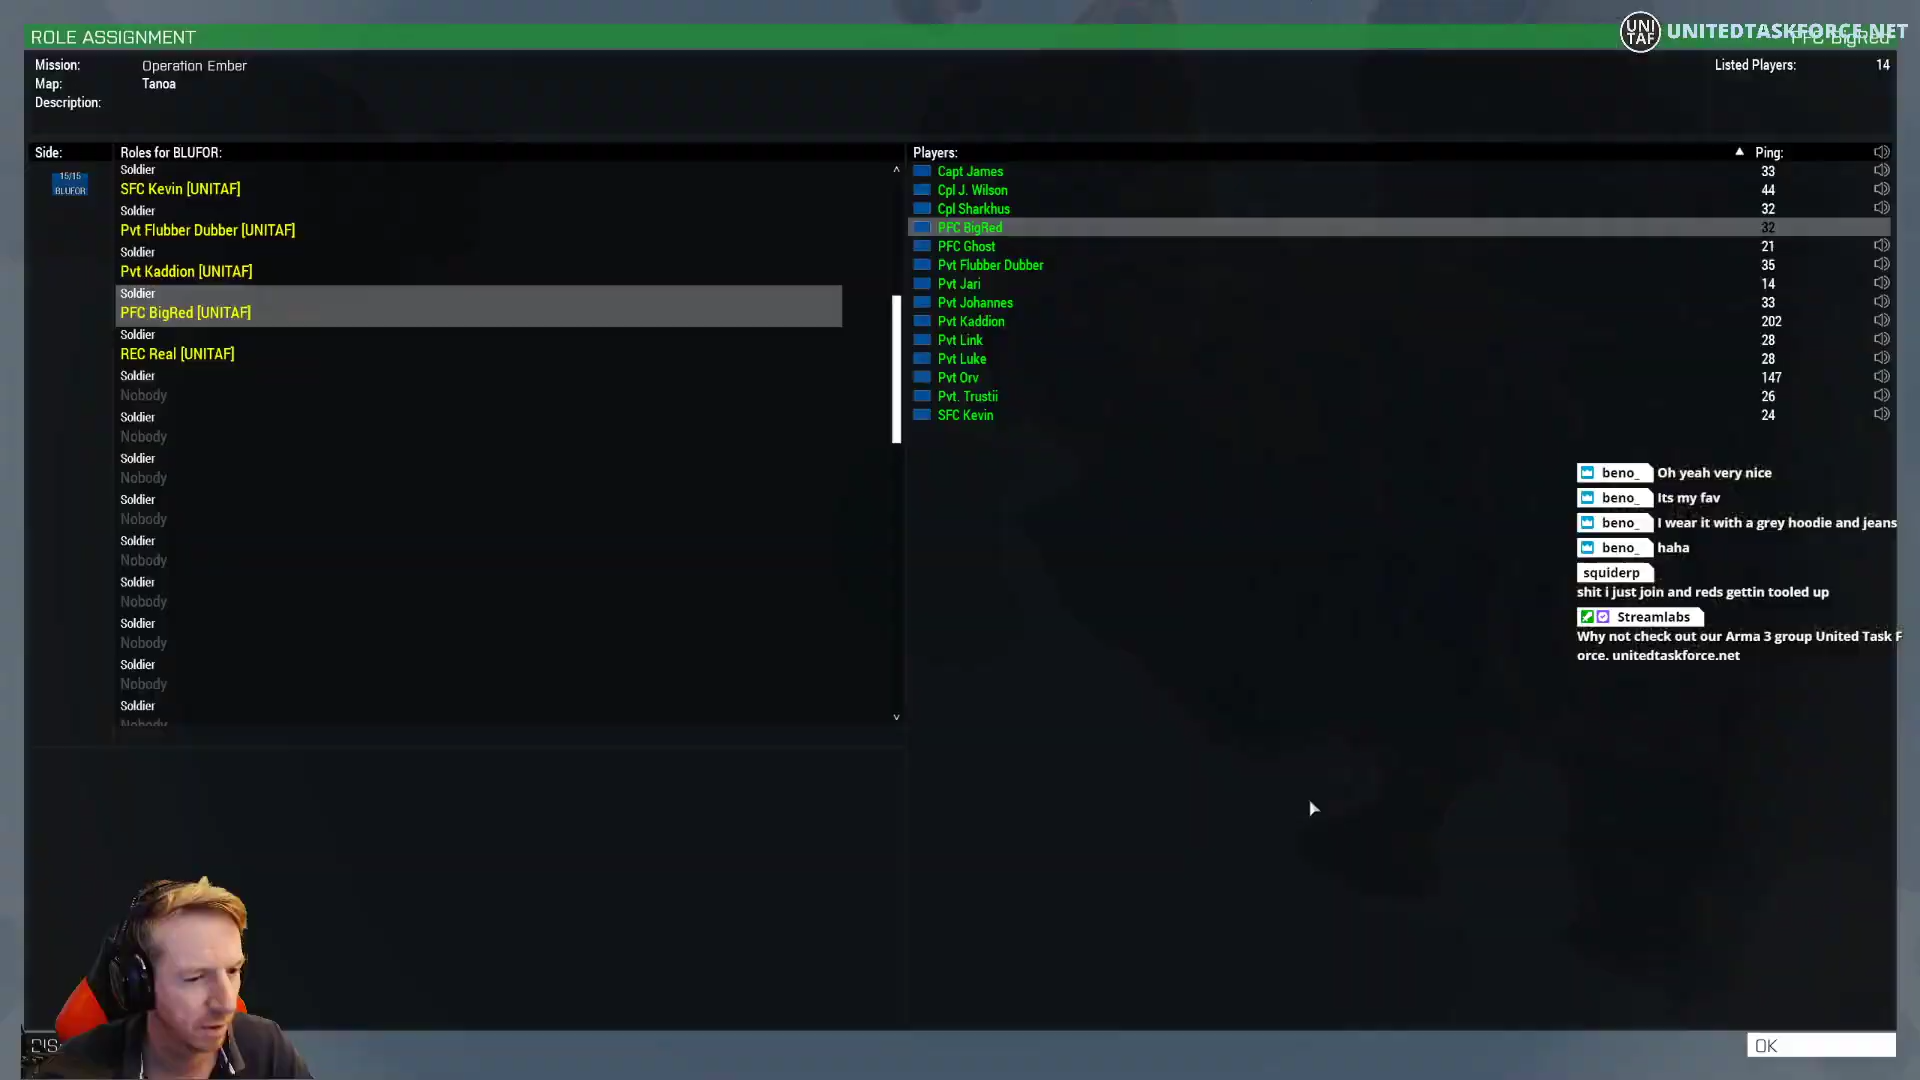 ROLE ASSIGNMENT
UNI TAF
UNITEDTASKFORCE.NET
PFC BigRed
Mission: Operation Ember
Listed Players: 14
Map: Tanoa
Description:
Side:
15/15
BLUFOR
Roles for BLUFOR:
Soldier
SFC Kevin [UNITAF]
Soldier
Pvt Flubber Dubber [UNITAF]
Soldier
Pvt Kaddion [UNITAF]
Soldier
PFC BigRed [UNITAF]
Soldier
REC Real [UNITAF]
Soldier
Nobody
Soldier
Nobody
Soldier
Nobody
Soldier
Nobody
Soldier
Nobody
Soldier
Nobody
Soldier
Nobody
Soldier
Nobody
Soldier
Nobody
Players: Ping:
Capt James 33
Cpl J. Wilson 44
Cpl Sharkhus 32
PFC BigRed 32
PFC Ghost 21
Pvt Flubber Dubber 35
Pvt Jari 14
Pvt Johannes 33
Pvt Kaddion 202
Pvt Link 28
Pvt Luke 28
Pvt Orv 147
Pvt. Trustii 26
SFC Kevin 24
beno_ Oh yeah very nice
beno_ Its my fav
beno_ I wear it with a grey hoodie and jeans
beno_ haha
squiderp
shit i just join and reds gettin tooled up
Streamlabs
Why not check out our Arma 3 group United Task F
orce. unitedtaskforce.net
OK